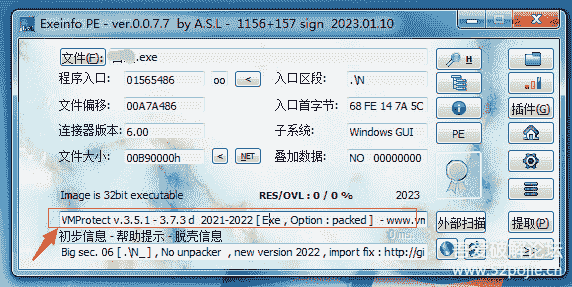 Exeinfo PE - ver.0.0.7.7 by A.S.L - 1156+157 sign 2023.01.10
文件(F): .exe
H
程序入口: 01565486 oo < 入口区段: .\N
文件偏移: 00A7A486 入口首字节: 68 FE 14 7A 5C
插件(G)
连接器版本: 6.00 子系统: Windows GUI
PE
文件大小: 00B90000h < NET 叠加数据: NO 00000000
Image is 32bit executable RES/OVL : 0 / 0 % 2023
VMProtect v.3.5.1 - 3.7.3 d 2021-2022 [ Exe , Option : packed ] - www.vm
外部扫描 提取(P)
初步信息 - 帮助提示 - 脱壳信息
Big sec. 06 [ .\N_ ] , No unpacker , new version 2022 , import fix : http://gi
吾爱破解论坛
www.52pojie.cn